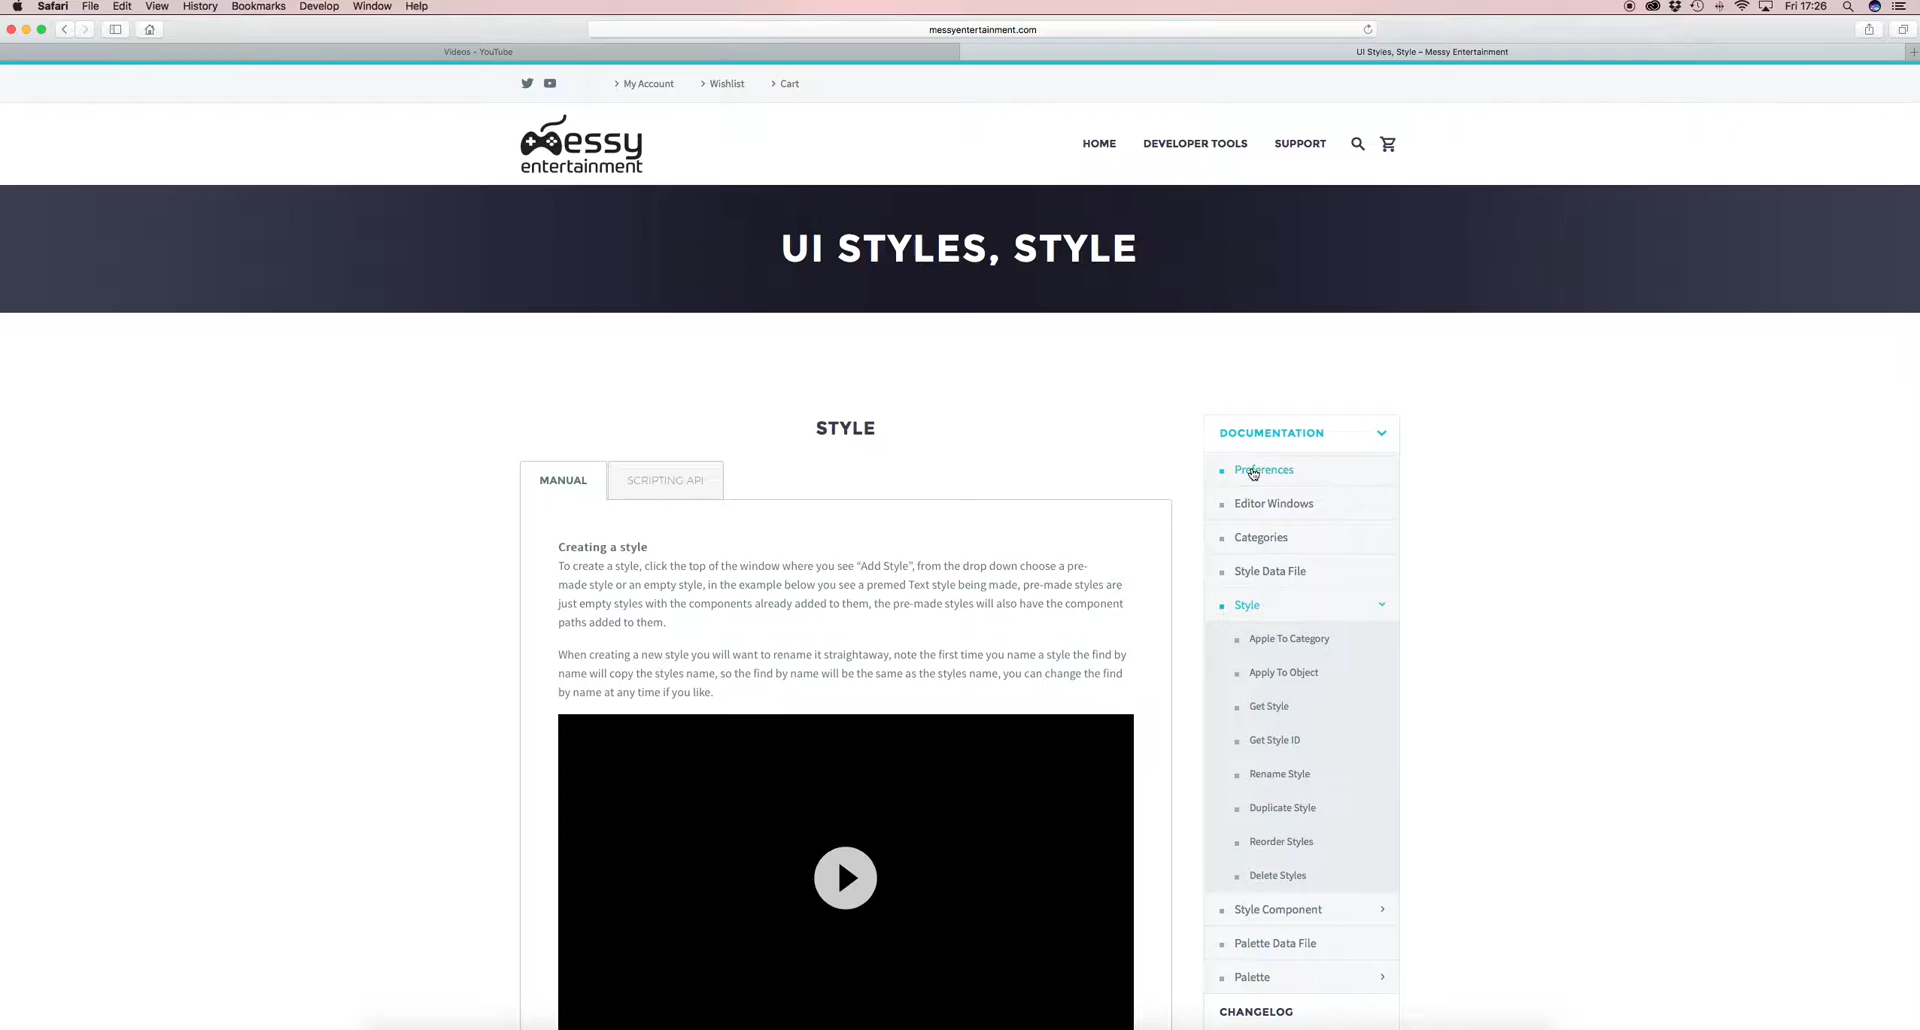 Safari File Edit View History Bookmarks Develop Window Help Fri 17:26
messyentertainment.com
Videos - YouTube UI Styles, Style – Messy Entertainment
My Account Wishlist Cart
Messy
entertainment
HOME DEVELOPER TOOLS SUPPORT
UI STYLES, STYLE
STYLE
MANUAL SCRIPTING API
Creating a style
To create a style, click the top of the window where you see “Add Style”, from the drop down choose a pre-
made style or an empty style, in the example below you see a premed Text style being made, pre-made styles are
just empty styles with the components already added to them, the pre-made styles will also have the component
paths added to them.
When creating a new style you will want to rename it straightaway, note the first time you name a style the find by
name will copy the styles name, so the find by name will be the same as the styles name, you can change the find
by name at any time if you like.
DOCUMENTATION
Preferences
Editor Windows
Categories
Style Data File
Style
Apple To Category
Apply To Object
Get Style
Get Style ID
Rename Style
Duplicate Style
Reorder Styles
Delete Styles
Style Component
Palette Data File
Palette
CHANGELOG